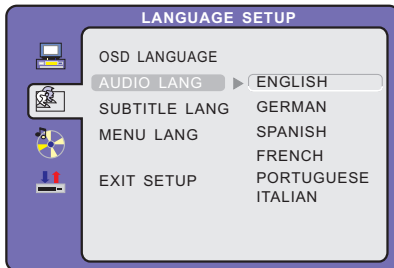 LANGUAGE SETUP
OSD LANGUAGE
AUDIO LANG
ENGLISH
SUBTITLE LANG
GERMAN
MENU LANG
SPANISH
FRENCH
EXIT SETUP
PORTUGUESE
ITALIAN